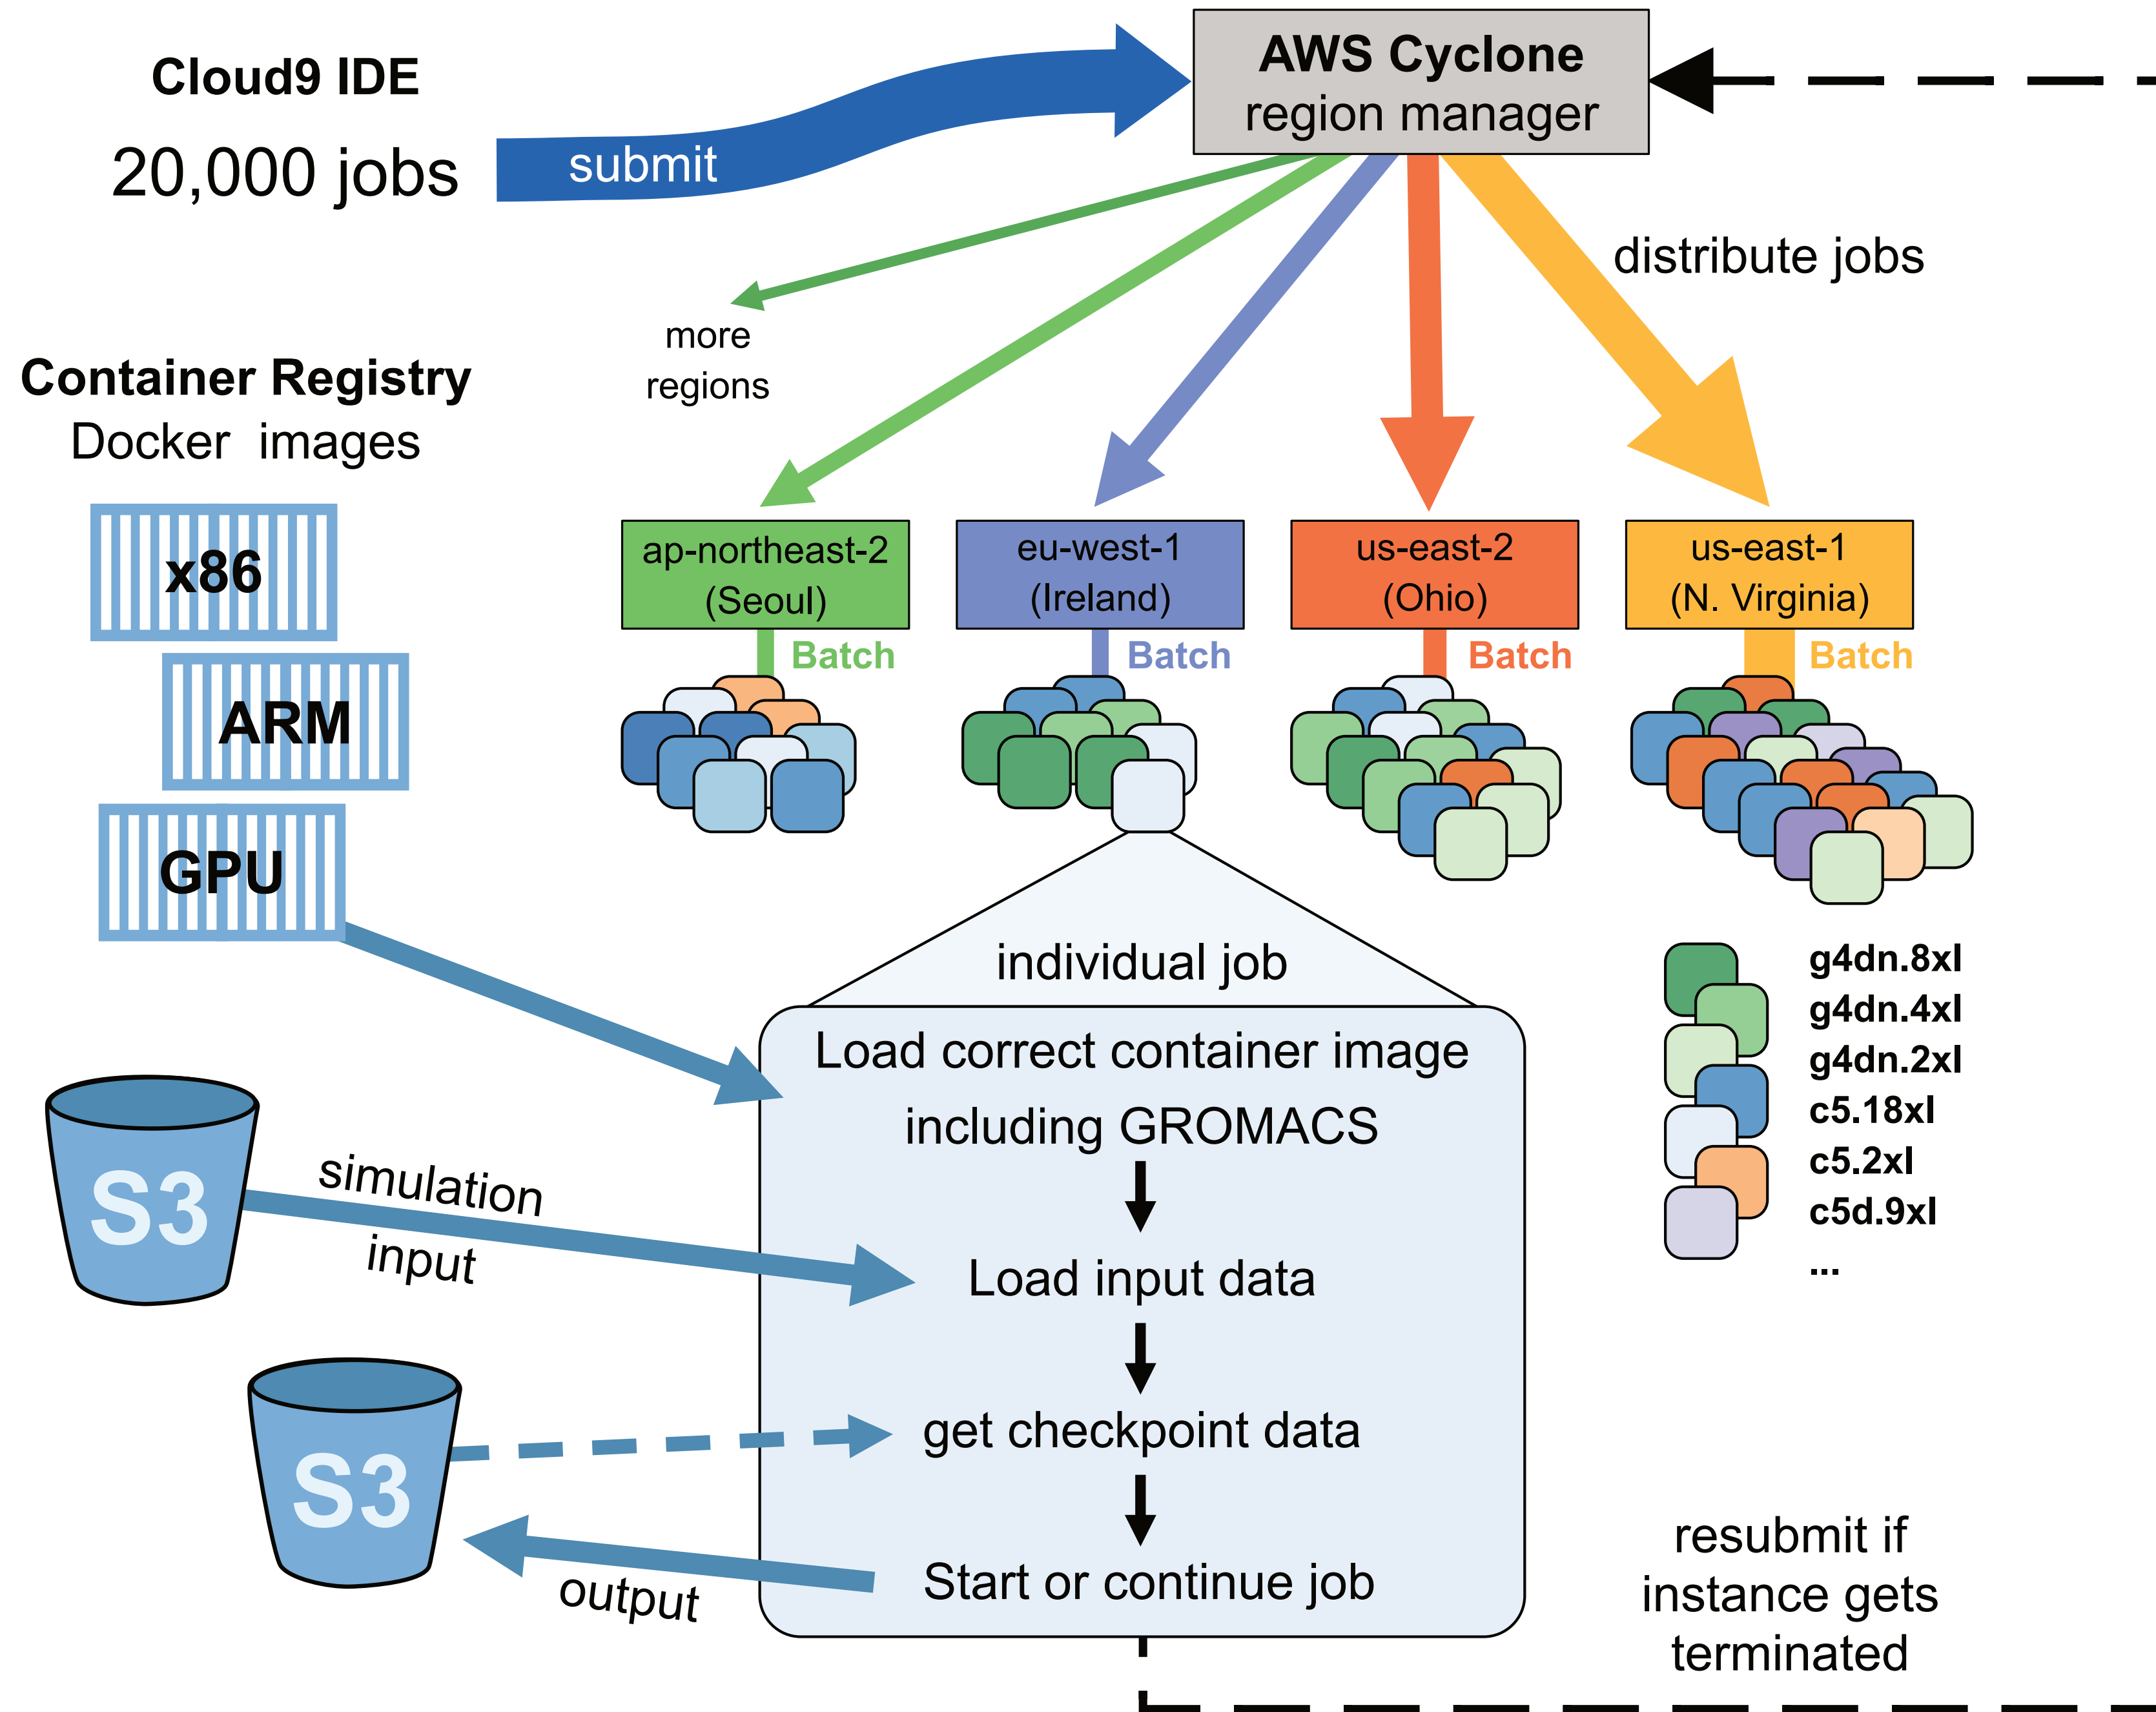 Cloud9 IDE
20,000 jobs
submit
AWS Cyclone
region manager
distribute jobs
more
regions
Container Registry
Docker images
x86
ARM
GPU
ap-northeast-2
(Seoul)
Batch
eu-west-1
(Ireland)
Batch
us-east-2
(Ohio)
Batch
us-east-1
(N. Virginia)
Batch
g4dn.8xl
g4dn.4xl
g4dn.2xl
c5.18xl
c5.2xl
c5d.9xl
...
individual job
Load correct container image
including GROMACS
S3
simulation
input
Load input data
S3
get checkpoint data
output
Start or continue job
resubmit if
instance gets
terminated